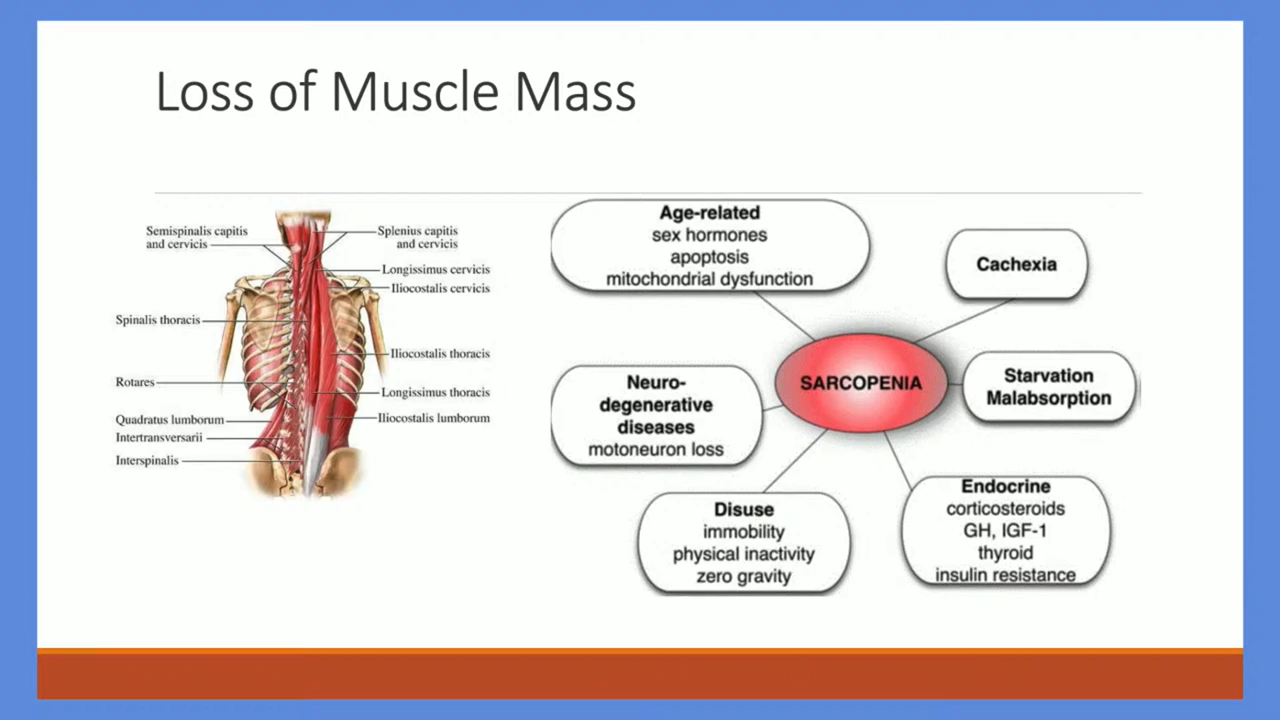 Loss of Muscle Mass
Semispinalis capitis
and cervicis
Spinalis thoracis
Rotares
Quadratus lumborum
Intertransversarii
Interspinalis
Splenius capitis
and cervicis
Longissimus cervicis
Iliocostalis cervicis
Iliocostalis thoracis
Longissimus thoracis
Iliocostalis lumborum
Age-related
sex hormones
apoptosis
mitochondrial dysfunction
Cachexia
SARCOPENIA
Starvation
Malabsorption
Neuro-
degenerative
diseases
motoneuron loss
Disuse
immobility
physical inactivity
zero gravity
Endocrine
corticosteroids
GH, IGF-1
thyroid
insulin resistance